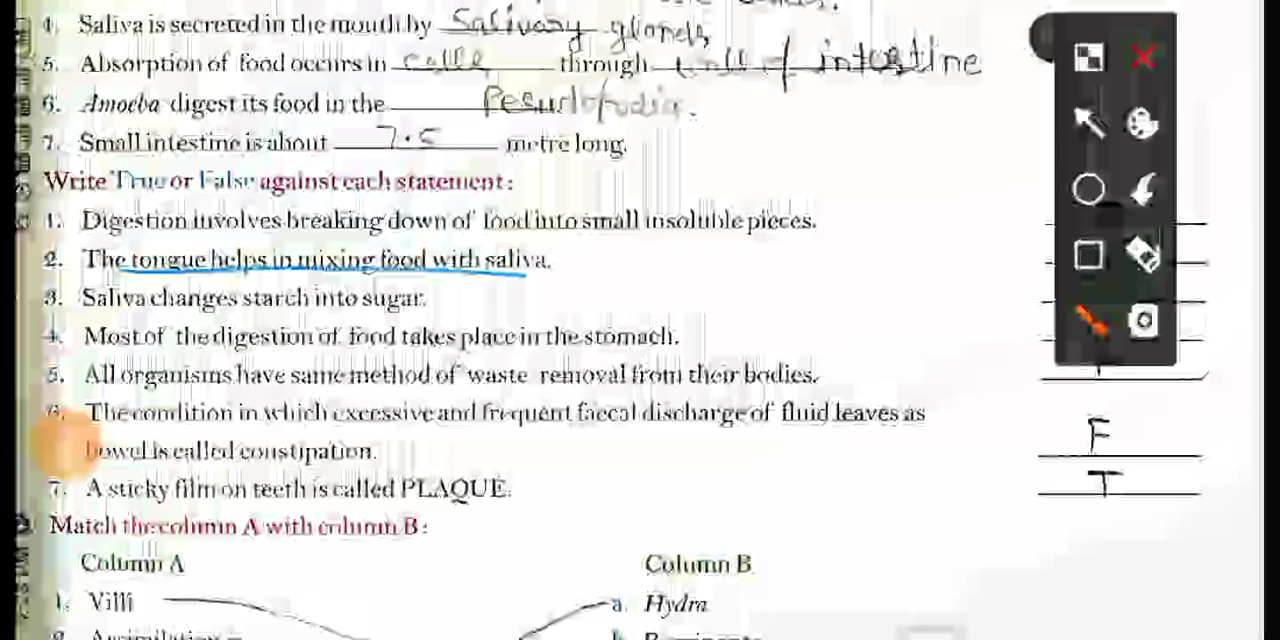 4. Saliva is secreted in the mouth by Salivary glands
5. Absorption of food occurs in cells through wall of intestine
6. Amoeba digest its food in the Pesudofodia.
7. Small intestine is about 7.5 metre long.
Write True or False against each statement:
1. Digestion involves breaking down of food into small insoluble pieces.
2. The tongue helps in mixing food with saliva.
3. Saliva changes starch into sugar.
4. Most of the digestion of food takes place in the stomach.
5. All organisms have same method of waste removal from their bodies.
6. The condition in which excessive and frequent faecal discharge of fluid leaves as
bowel is called constipation. F
7. A sticky film on teeth is called PLAQUE. T
Match the column A with column B:
Column A Column B
1. Villi a. Hydra